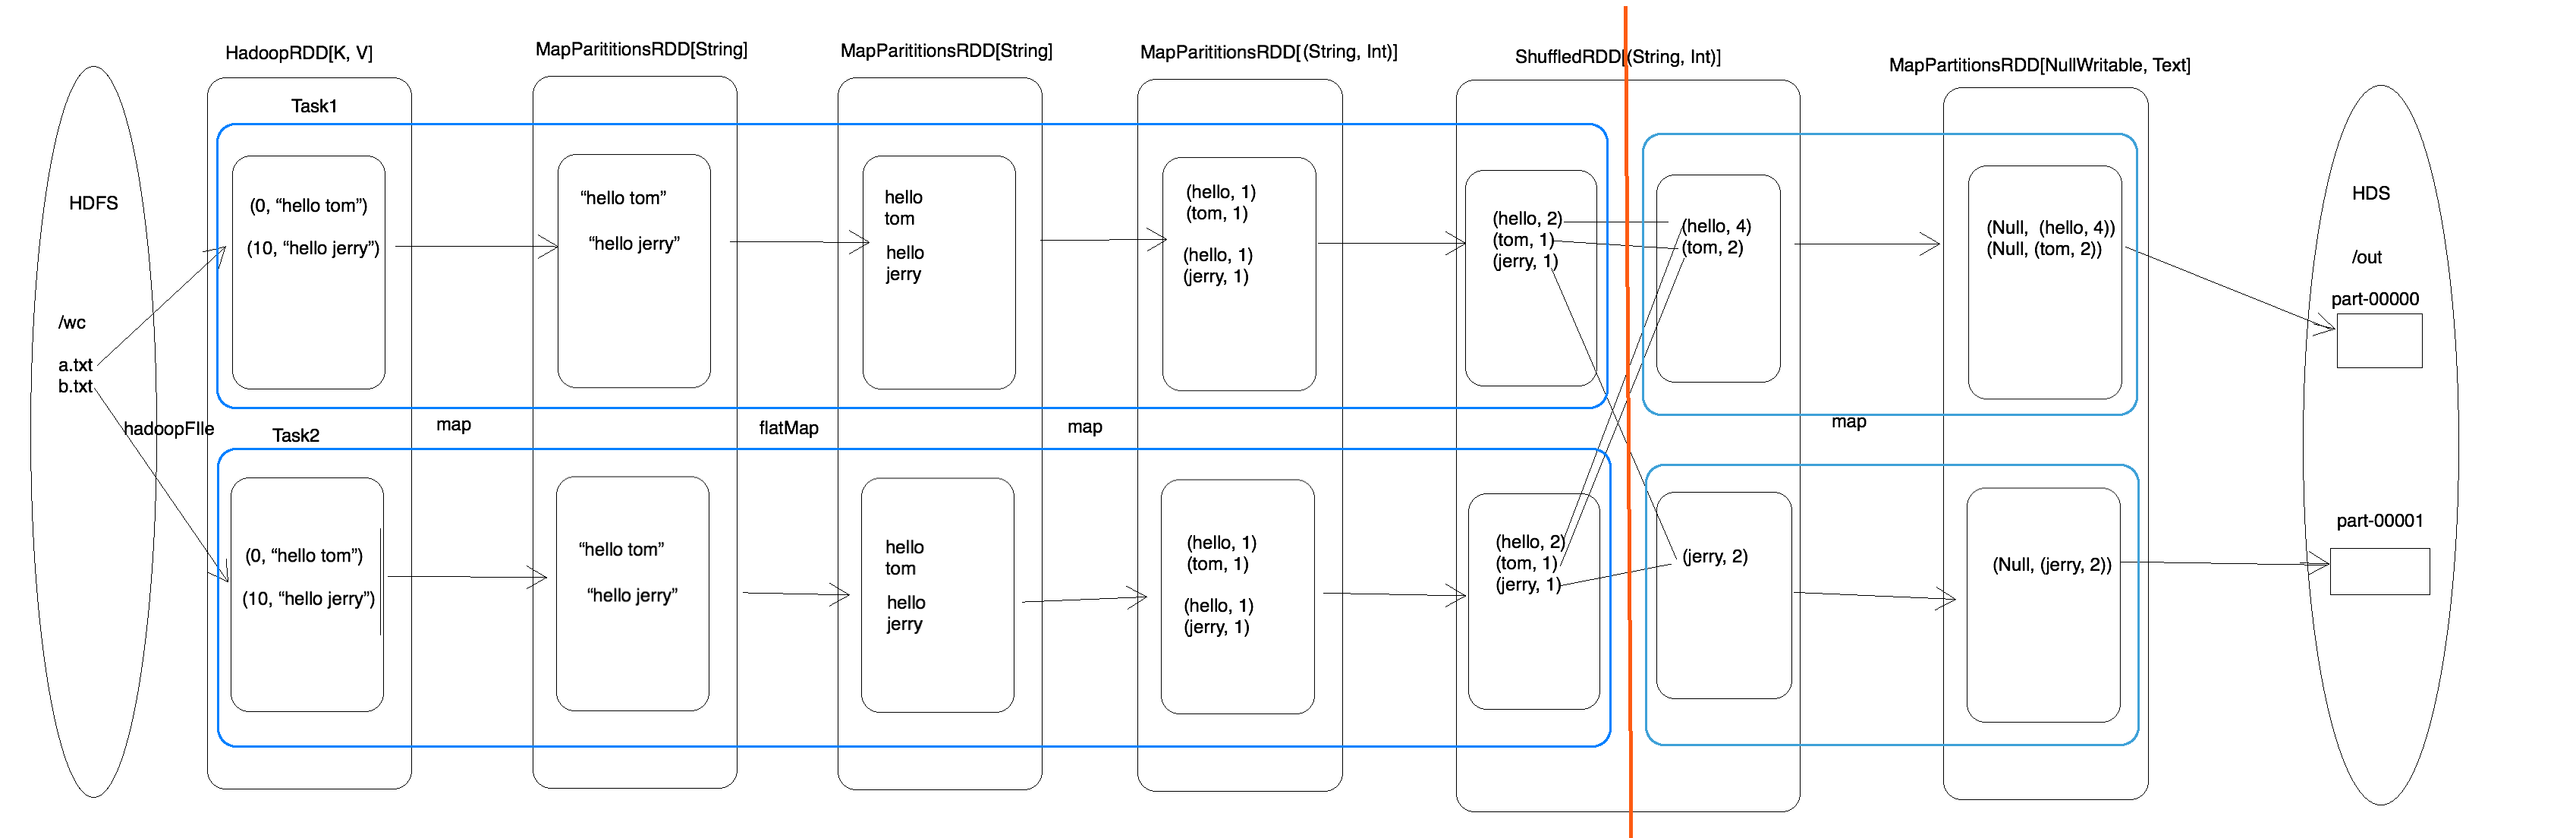 HadoopRDD[K, V]
MapParititionsRDD[String]
MapParititionsRDD[String]
MapParititionsRDD[(String, Int)]
ShuffledRDD[(String, Int)]
MapPartitionsRDD[NullWritable, Text]
HDFS
/wc
a.txt
b.txt
hadoopFIle
Task1
(0, “hello tom”)
(10, “hello jerry”)
“hello tom”
“hello jerry”
hello
tom
hello
jerry
(hello, 1)
(tom, 1)
(hello, 1)
(jerry, 1)
(hello, 2)
(tom, 1)
(jerry, 1)
(hello, 4)
(tom, 2)
(Null, (hello, 4))
(Null, (tom, 2))
map
flatMap
map
map
Task2
(0, “hello tom”)
(10, “hello jerry”)
“hello tom”
“hello jerry”
hello
tom
hello
jerry
(hello, 1)
(tom, 1)
(hello, 1)
(jerry, 1)
(hello, 2)
(tom, 1)
(jerry, 1)
(jerry, 2)
(Null, (jerry, 2))
HDS
/out
part-00000
part-00001